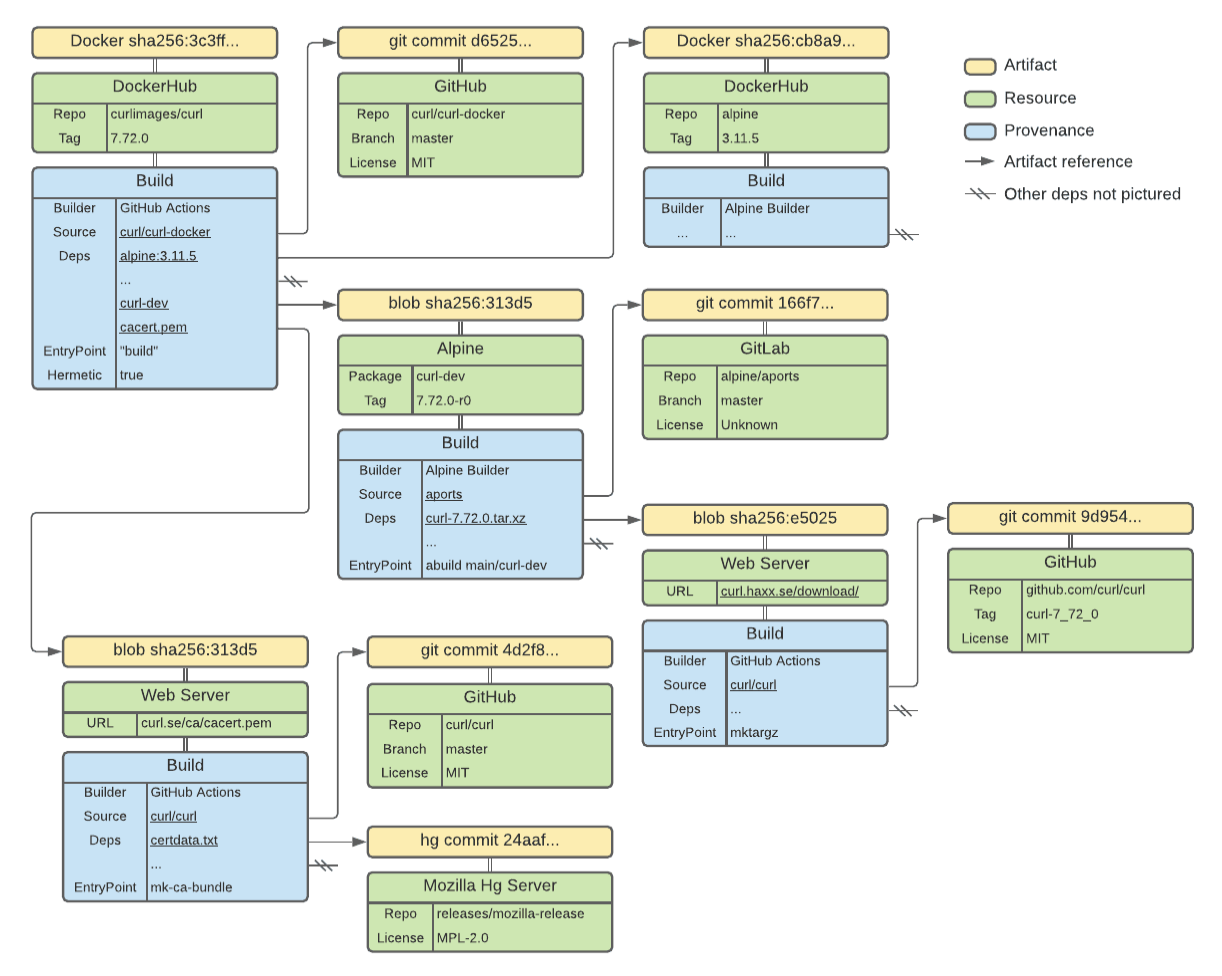 Docker sha256:3c3ff...
DockerHub
Repo curlimages/curl
Tag 7.72.0
Build
Builder GitHub Actions
Source curl/curl-docker
Deps alpine:3.11.5
...
curl-dev
cacert.pem
EntryPoint "build"
Hermetic true
git commit d6525...
GitHub
Repo curl/curl-docker
Branch master
License MIT
Docker sha256:cb8a9...
DockerHub
Repo alpine
Tag 3.11.5
Build
Builder Alpine Builder
... ...
Artifact
Resource
Provenance
Artifact reference
Other deps not pictured
blob sha256:313d5
Alpine
Package curl-dev
Tag 7.72.0-r0
Build
Builder Alpine Builder
Source aports
Deps curl-7.72.0.tar.xz
...
EntryPoint abuild main/curl-dev
git commit 166f7...
GitLab
Repo alpine/aports
Branch master
License Unknown
blob sha256:e5025
Web Server
URL curl.haxx.se/download/
Build
Builder GitHub Actions
Source curl/curl
Deps ...
EntryPoint mktargz
git commit 9d954...
GitHub
Repo github.com/curl/curl
Tag curl-7_72_0
License MIT
blob sha256:313d5
Web Server
URL curl.se/ca/cacert.pem
Build
Builder GitHub Actions
Source curl/curl
Deps certdata.txt
...
EntryPoint mk-ca-bundle
git commit 4d2f8...
GitHub
Repo curl/curl
Branch master
License MIT
hg commit 24aaf...
Mozilla Hg Server
Repo releases/mozilla-release
License MPL-2.0